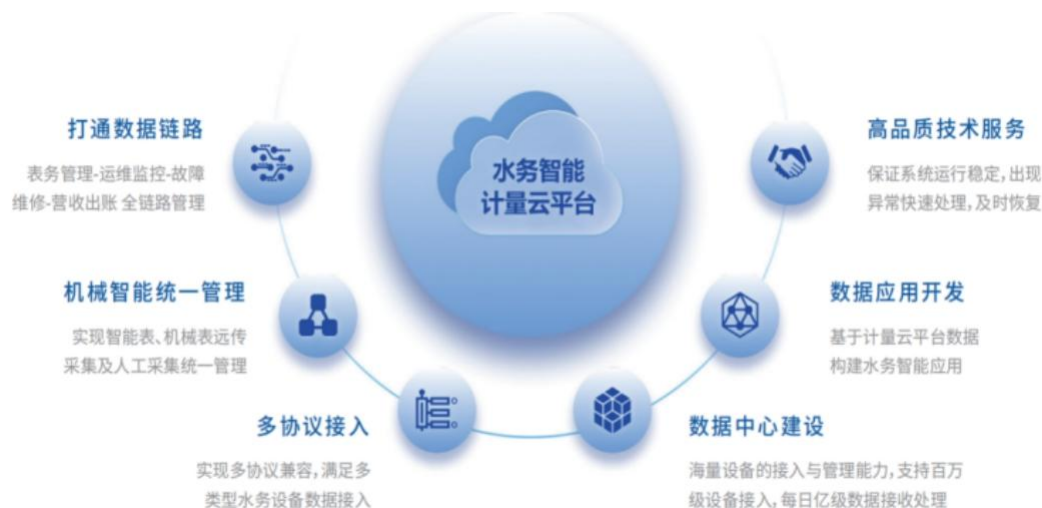 水务智能
计量云平台
打通数据链路
表务管理-运维监控-故障
维修-营收出账 全链路管理
机械智能统一管理
实现智能表、机械表远传
采集及人工采集统一管理
多协议接入
实现多协议兼容,满足多
类型水务设备数据接入
数据中心建设
海量设备的接入与管理能力,支持百万
级设备接入,每日亿级数据接收处理
数据应用开发
基于计量云平台数据
构建水务智能应用
高品质技术服务
保证系统运行稳定,出现
异常快速处理,及时恢复